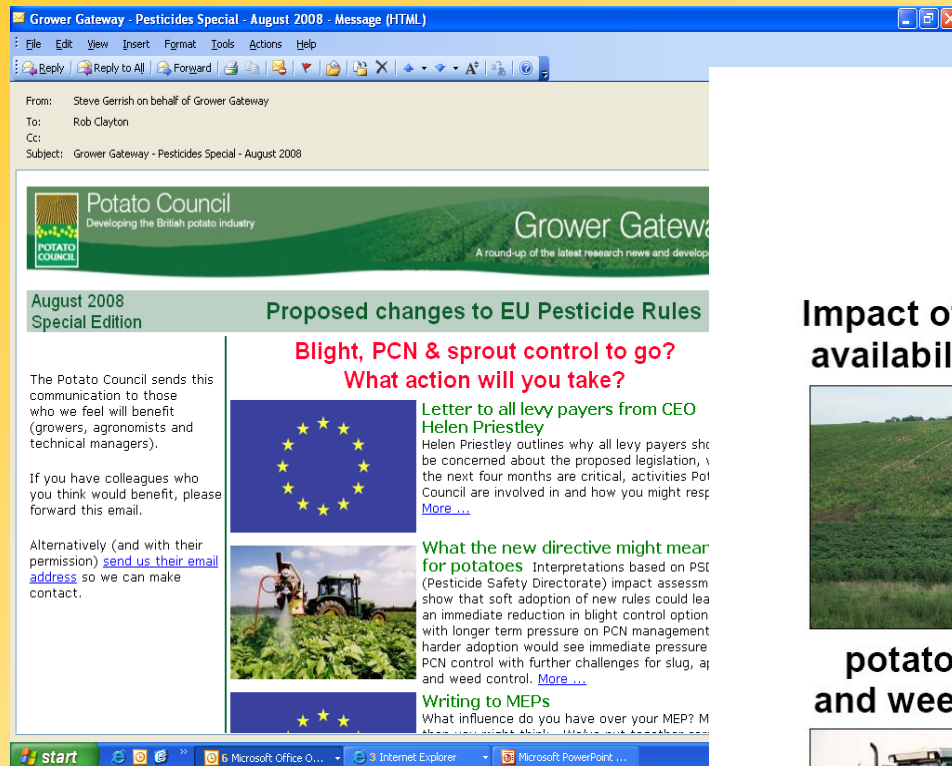 Grower Gateway - Pesticides Special - August 2008 - Message (HTML)
File Edit View Insert Format Tools Actions Help
Reply Reply to All Forward
From: Steve Gerrish on behalf of Grower Gateway
To: Rob Clayton
Cc:
Subject: Grower Gateway - Pesticides Special - August 2008
POTATO
COUNCIL
Potato Council
Developing the British potato industry
Grower
A round-up of the latest research news and
August 2008
Special Edition
Proposed changes to EU Pesticide Rules
The Potato Council sends this
communication to those
who we feel will benefit
(growers, agronomists and
technical managers).
If you have colleagues who
you think would benefit, please
forward this email.
Alternatively (and with their
permission) send us their email
address so we can make
contact.
Blight, PCN & sprout control to go?
What action will you take?
Letter to all levy payers from CEO
Helen Priestley
Helen Priestley outlines why all levy payers
be concerned about the proposed legislation,
the next four months are critical, activities
Council are involved in and how you might
More ...
What the new directive might mean
for potatoes Interpretations based on
(Pesticide Safety Directorate) impact
show that soft adoption of new rules could
an immediate reduction in blight control
with longer term pressure on PCN management
harder adoption would see immediate pressure
PCN control with further challenges for slug,
and weed control. More ...
Writing to MEPs
What influence do you have over your MEP?
Impact
potato
and
start
6 Microsoft Office O...
3 Internet Explorer
Microsoft PowerPoint ...